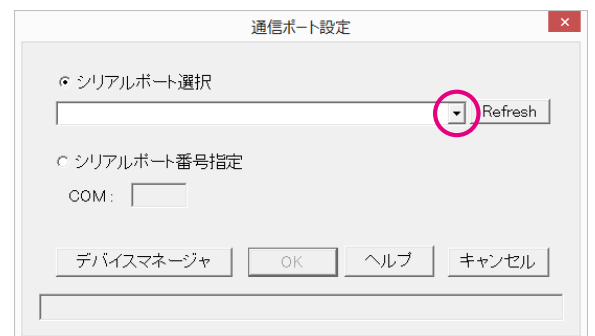 通信ポート設定
シリアルポート選択
Refresh
シリアルポート番号指定
COM:
デバイスマネージャ OK ヘルプ キャンセル